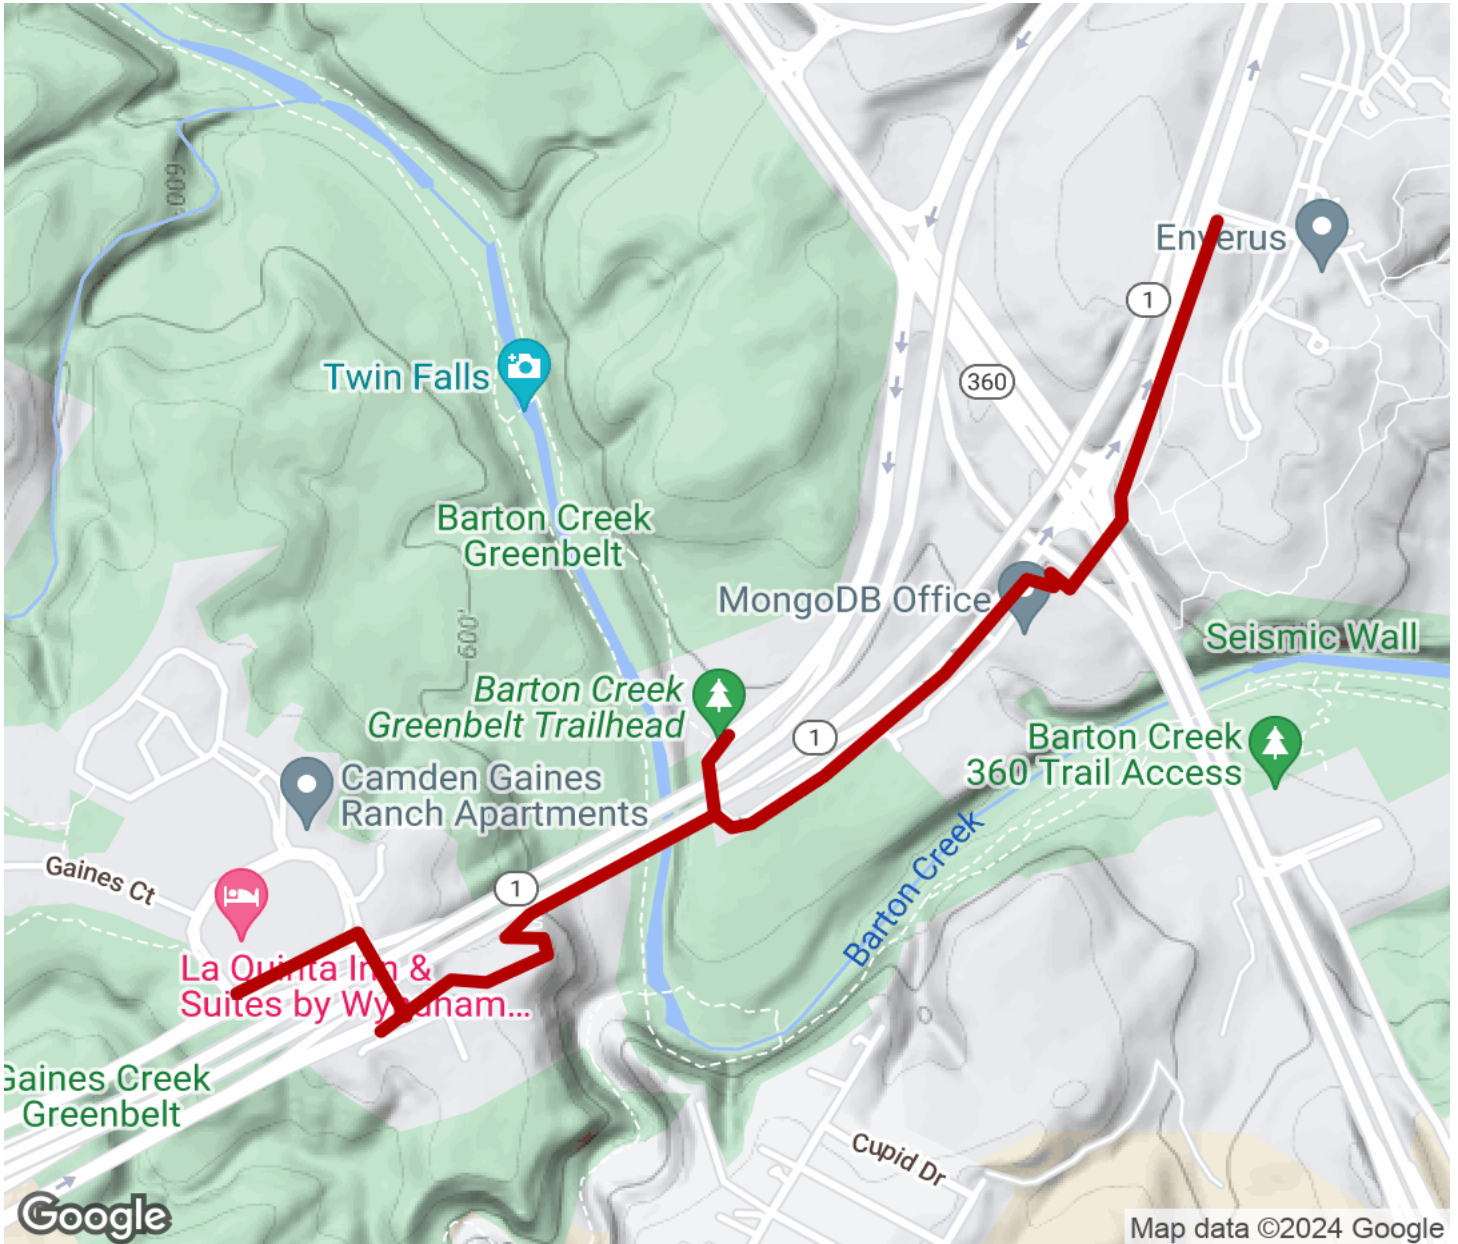 600'
Enverus
1
Twin Falls
360
Barton Creek
Greenbelt
MongoDB Office
600'
Seismic Wall
Barton Creek
Greenbelt Trailhead
1
Barton Creek
360 Trail Access
Camden Gaines
Ranch Apartments
Gaines Ct
1
Barton Creek
La Quinta Inn &
Suites by Wyndham...
Gaines Creek
Greenbelt
Cupid Dr
Google
Map data ©2024 Google